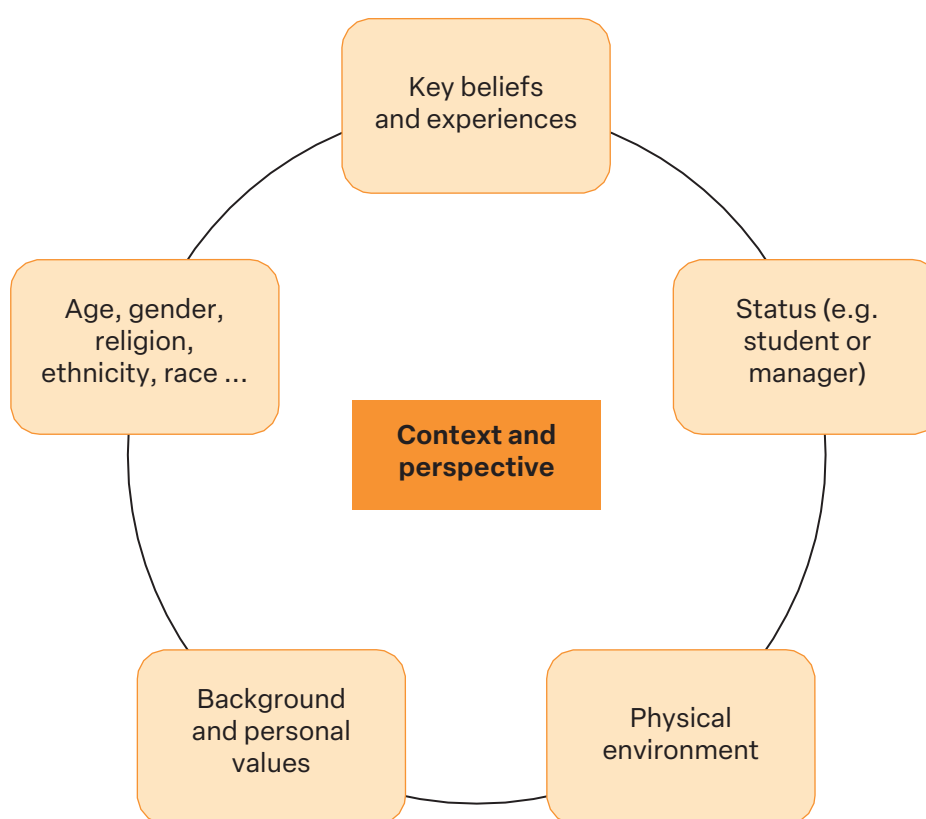 Key beliefs
and experiences
Age, gender,
religion,
ethnicity, race ...
Status (e.g.
student or
manager)
Context and
perspective
Background
and personal
values
Physical
environment